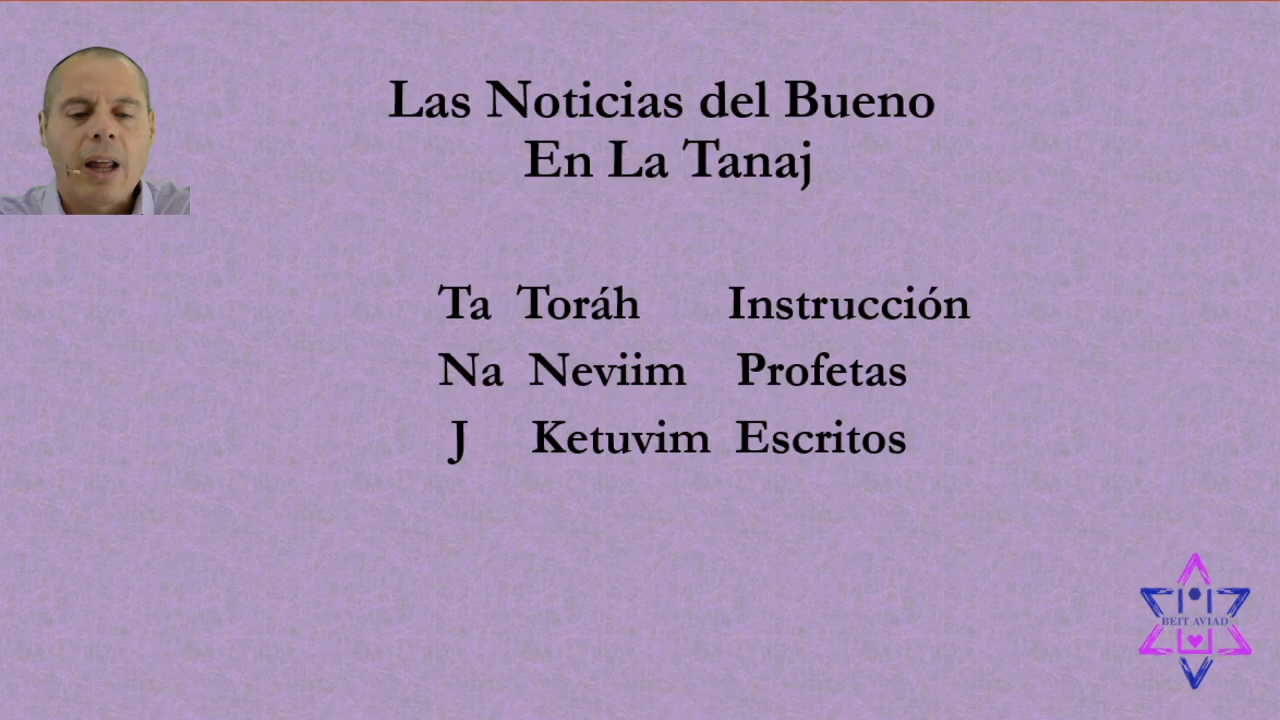 Las Noticias del Bueno
En La Tanaj
Ta Toráh Instrucción
Na Neviim Profetas
J Ketuvim Escritos
BEIT AVIAD